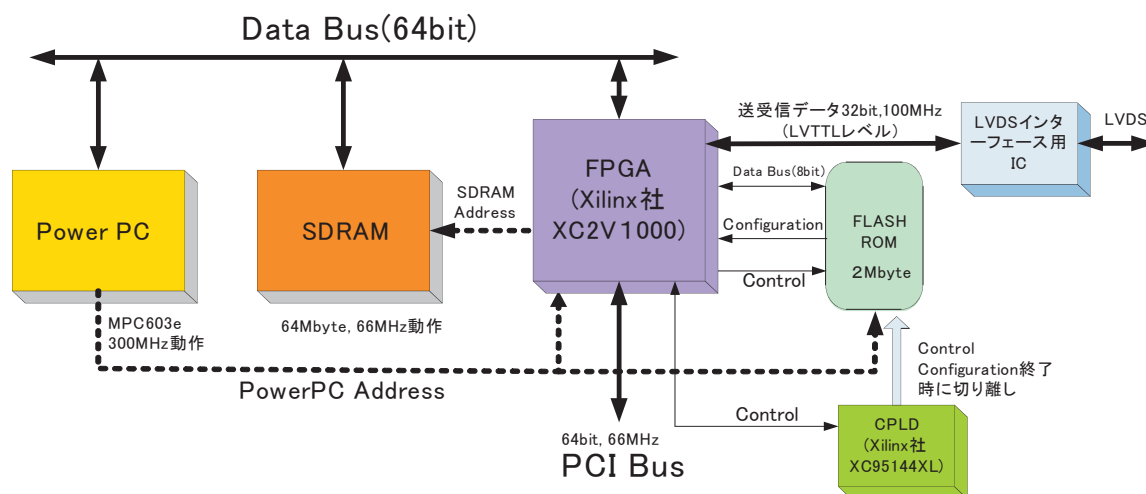 Data Bus(64bit)
送受信データ32bit,100MHz
(LVTTLレベル)
LVDSインタ
ーフェース用
IC
LVDS
Power PC
SDRAM
SDRAM
Address
FPGA
(Xilinx社
XC2V1000)
Data Bus(8bit)
Configuration
Control
FLASH
ROM
2Mbyte
MPC603e
300MHz動作
64Mbyte, 66MHz動作
PowerPC Address
Control
Configuration終了
時に切り離し
Control
CPLD
(Xilinx社
XC95144XL)
64bit, 66MHz
PCI Bus